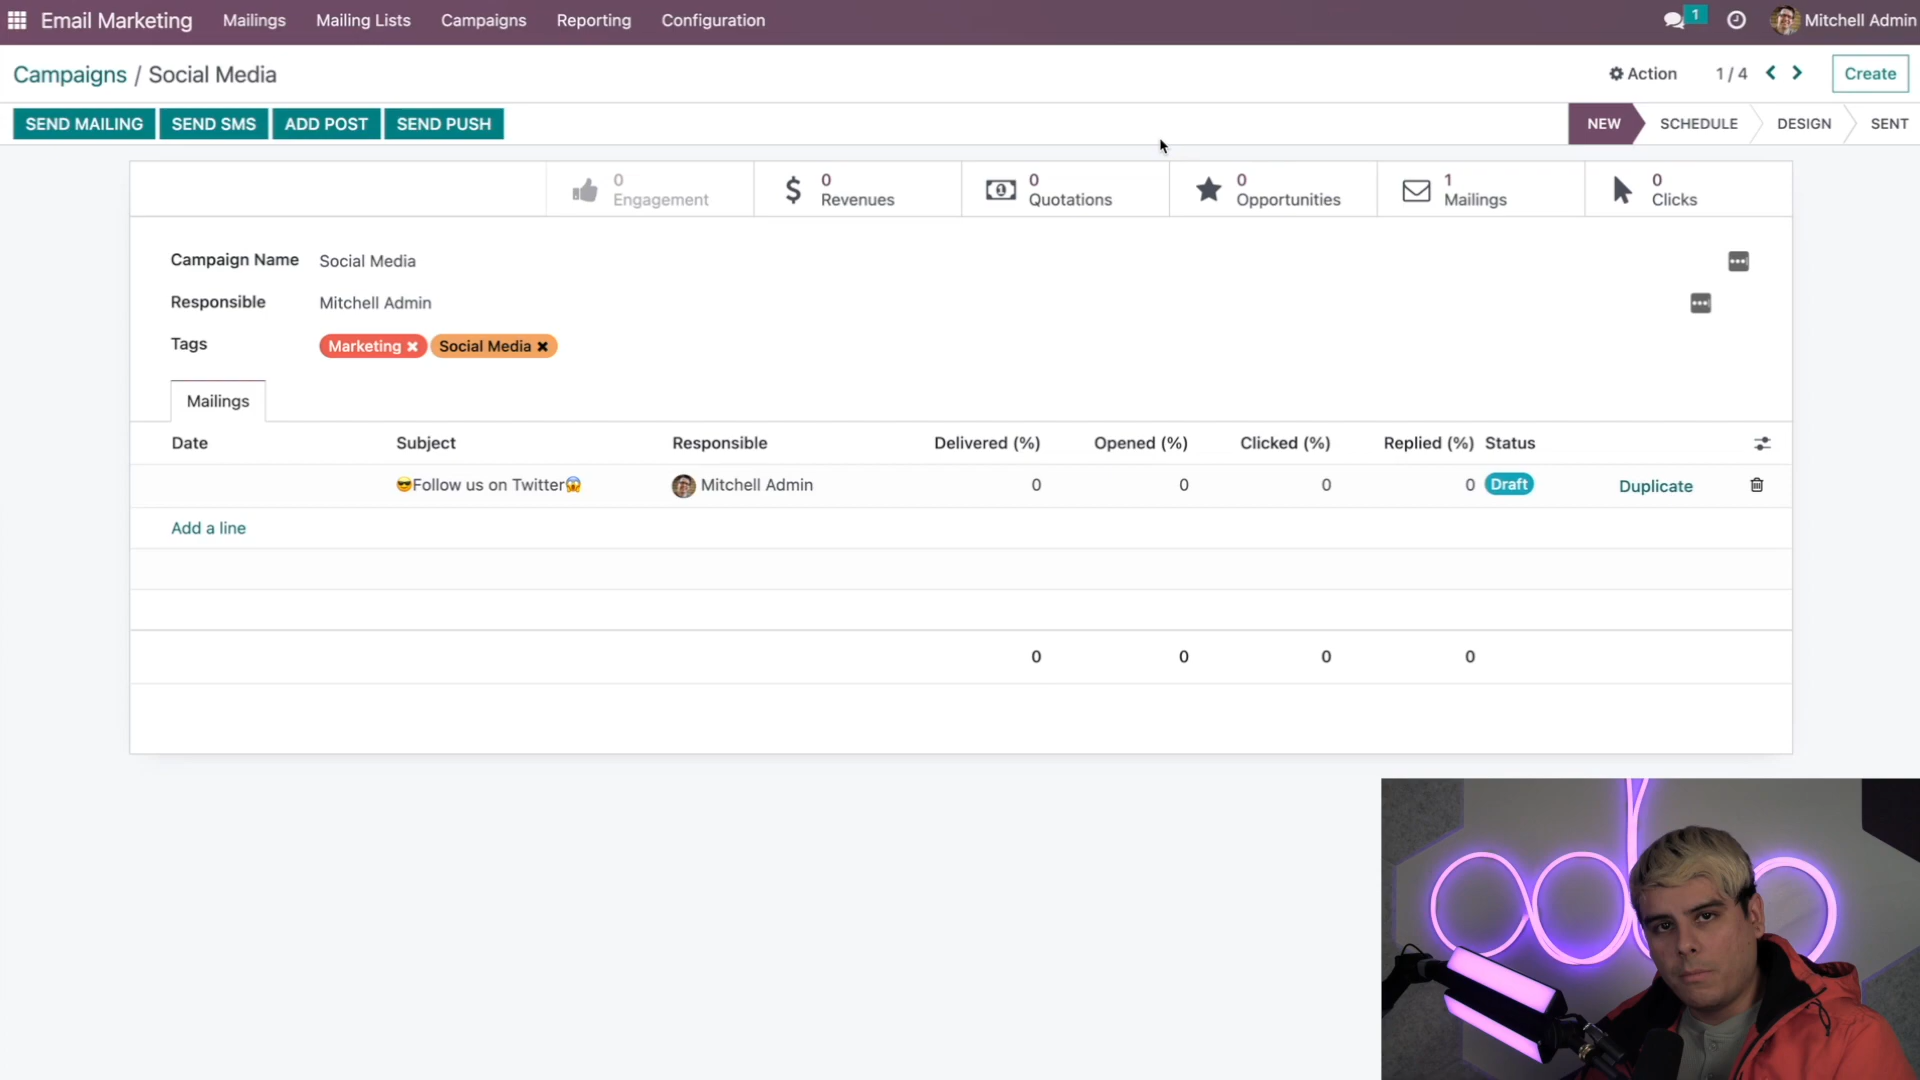 Email Marketing Mailings Mailing Lists Campaigns Reporting Configuration 1 Mitchell Admin
Campaigns / Social Media Action 1 / 4 Create
SEND MAILING SEND SMS ADD POST SEND PUSH NEW SCHEDULE DESIGN SENT
0 Engagement
0 Revenues
0 Quotations
0 Opportunities
1 Mailings
0 Clicks
Campaign Name Social Media
Responsible Mitchell Admin
Tags Marketing Social Media
Mailings
Date Subject Responsible Delivered (%) Opened (%) Clicked (%) Replied (%) Status
😎Follow us on Twitter😱 Mitchell Admin 0 0 0 0 Draft Duplicate
Add a line
0 0 0 0
odoo